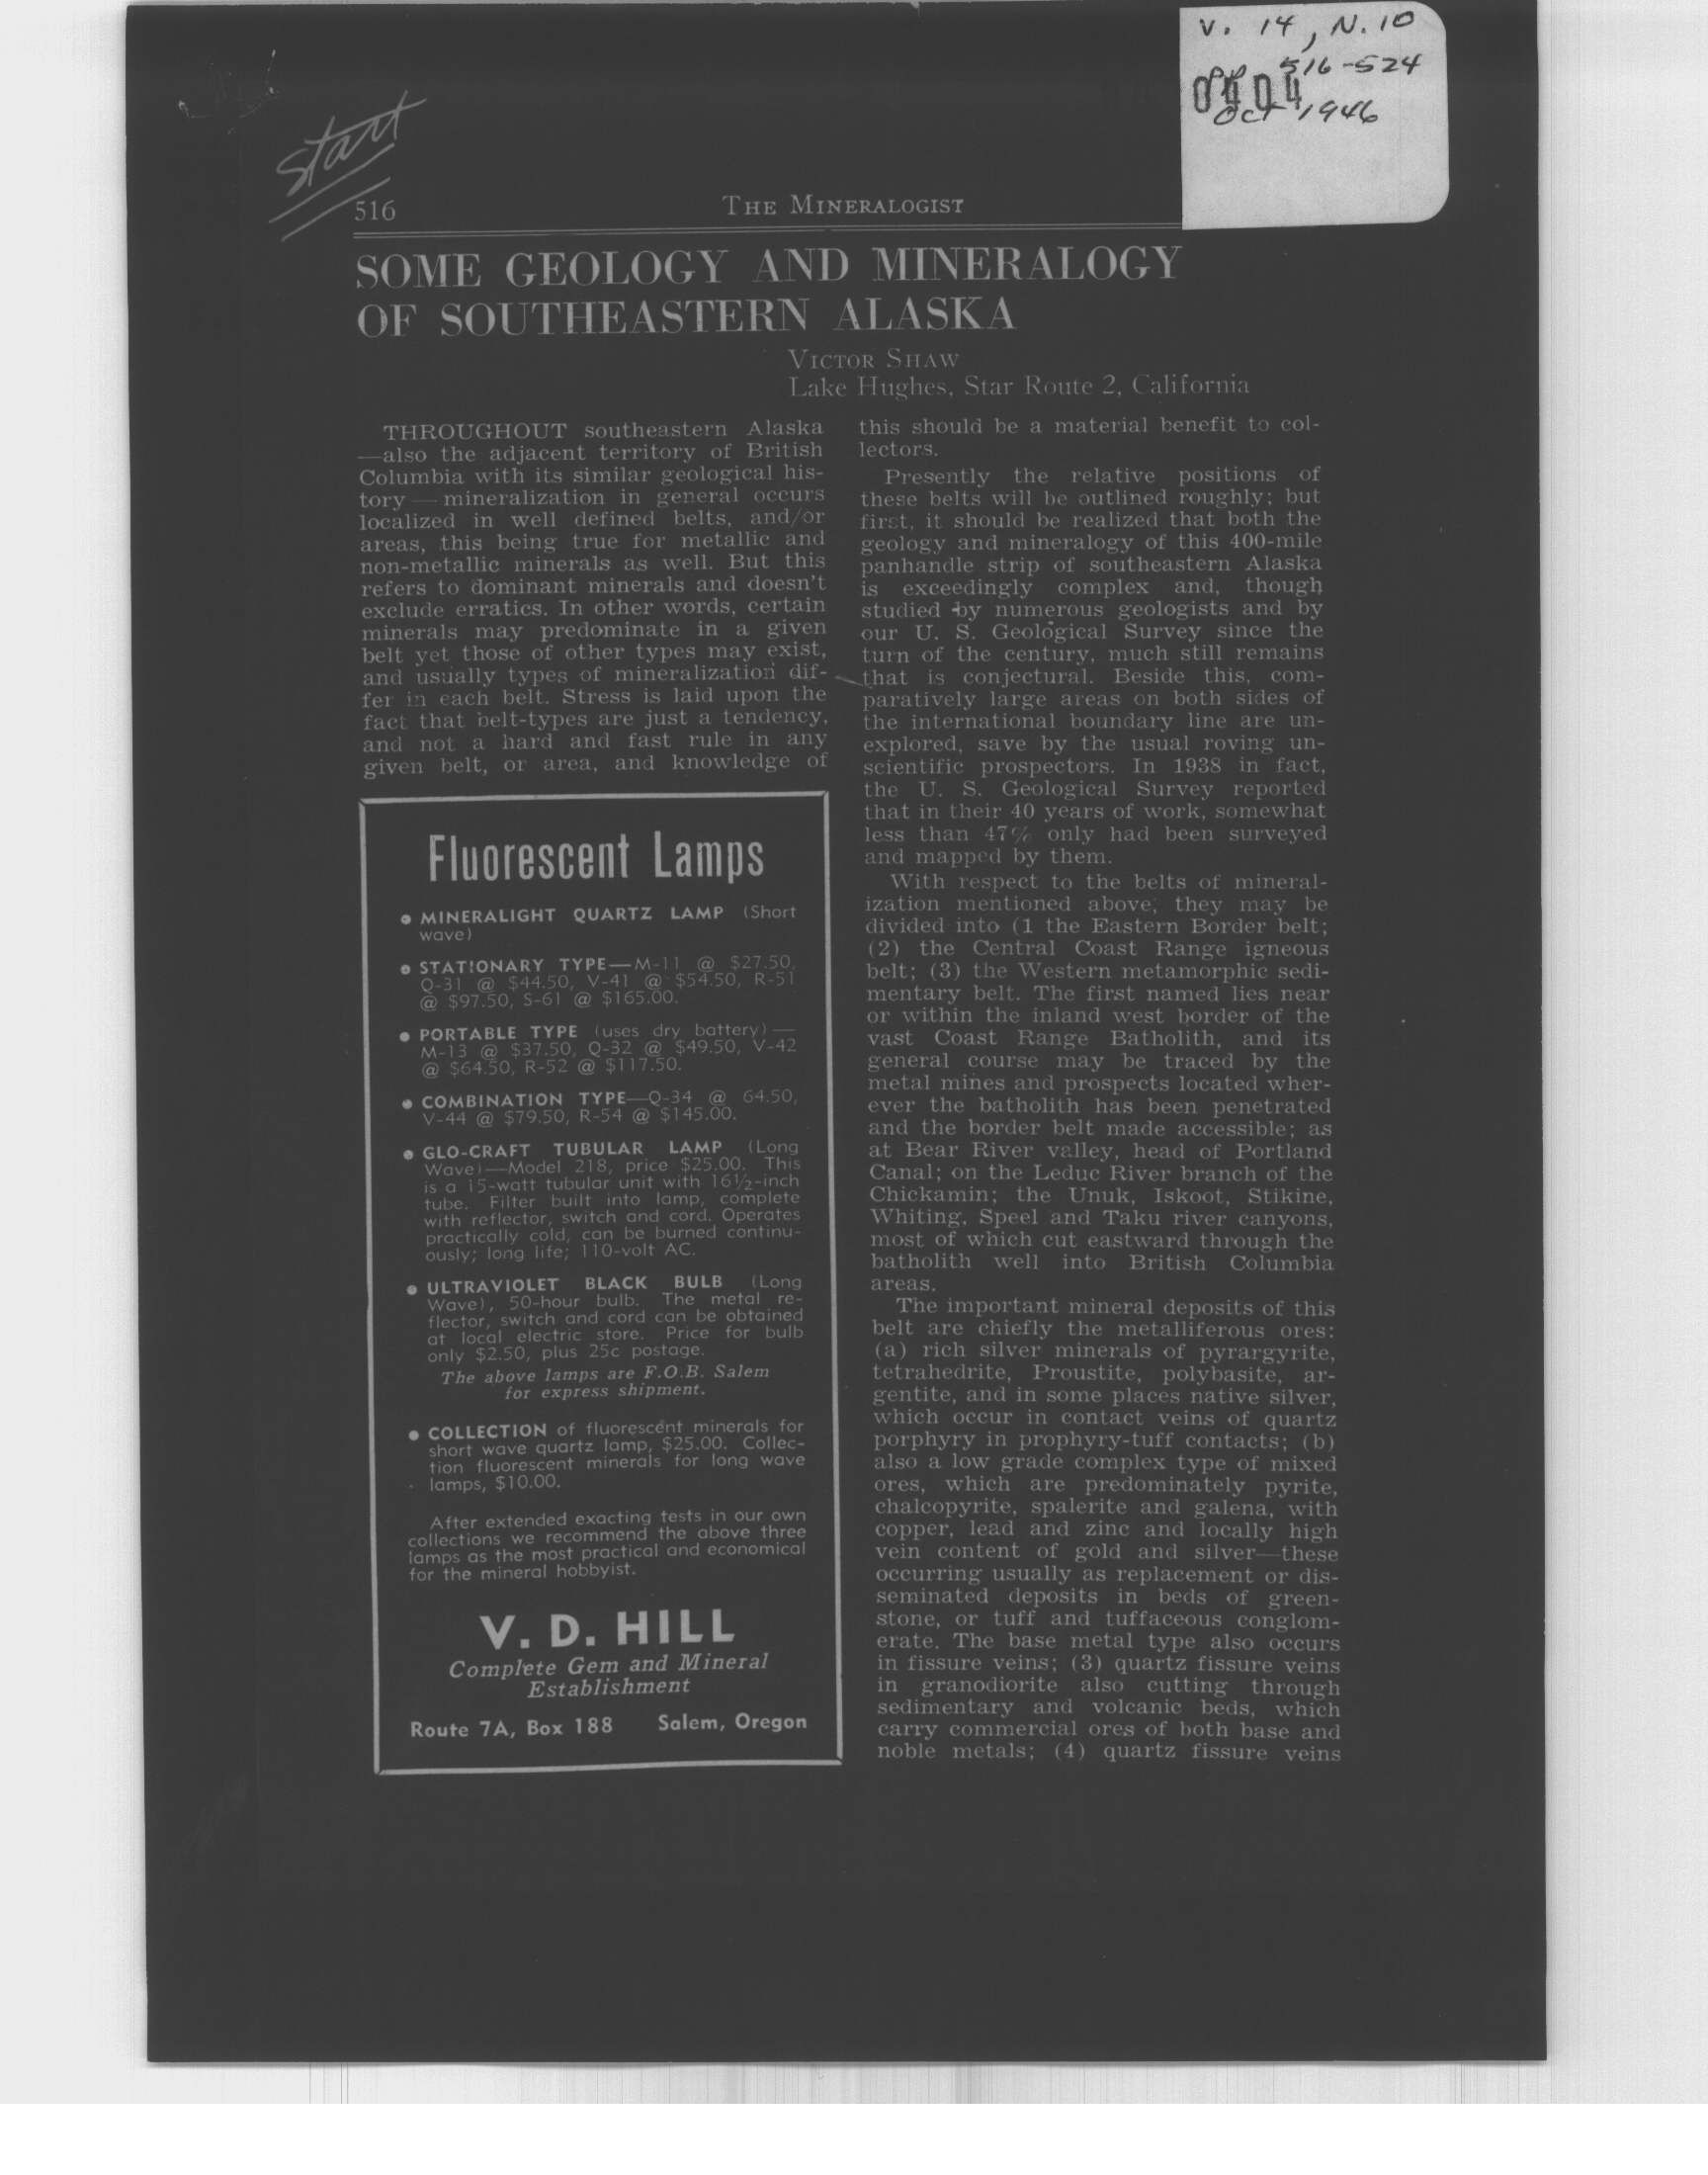 V. 14, N. 10
pp 516-524
0404
Oct 1946
start
516
THE MINERALOGIST
SOME GEOLOGY AND MINERALOGY
OF SOUTHEASTERN ALASKA
VICTOR SHAW
Lake Hughes, Star Route 2, California
THROUGHOUT southeastern Alaska
—also the adjacent territory of British
Columbia with its similar geological his-
tory — mineralization in general occurs
localized in well defined belts, and/or
areas, this being true for metallic and
non-metallic minerals as well. But this
refers to dominant minerals and doesn't
exclude erratics. In other words, certain
minerals may predominate in a given
belt yet those of other types may exist,
and usually types of mineralization dif-
fer in each belt. Stress is laid upon the
fact that belt-types are just a tendency,
and not a hard and fast rule in any
given belt, or area, and knowledge of
Fluorescent Lamps
● MINERALIGHT QUARTZ LAMP (Short
wave)
● STATIONARY TYPE—M-11 @ $27.50,
Q-31 @ $44.50, V-41 @ $54.50, R-51
@ $97.50, S-61 @ $165.00.
● PORTABLE TYPE (uses dry battery)—
M-13 @ $37.50, Q-32 @ $49.50, V-42
@ $64.50, R-52 @ $117.50.
● COMBINATION TYPE—Q-34 @ 64.50,
V-44 @ $79.50, R-54 @ $145.00.
● GLO-CRAFT TUBULAR LAMP (Long
Wave)—Model 218, price $25.00. This
is a 15-watt tubular unit with 16½-inch
tube. Filter built into lamp, complete
with reflector, switch and cord. Operates
practically cold, can be burned continu-
ously; long life; 110-volt AC.
● ULTRAVIOLET BLACK BULB (Long
Wave), 50-hour bulb. The metal re-
flector, switch and cord can be obtained
at local electric store. Price for bulb
only $2.50, plus 25c postage.
The above lamps are F.O.B. Salem
for express shipment.
● COLLECTION of fluorescent minerals for
short wave quartz lamp, $25.00. Collec-
tion fluorescent minerals for long wave
lamps, $10.00.
After extended exacting tests in our own
collections we recommend the above three
lamps as the most practical and economical
for the mineral hobbyist.
V. D. HILL
Complete Gem and Mineral
Establishment
Route 7A, Box 188 Salem, Oregon
this should be a material benefit to col-
lectors.
Presently the relative positions of
these belts will be outlined roughly; but
first, it should be realized that both the
geology and mineralogy of this 400-mile
panhandle strip of southeastern Alaska
is exceedingly complex and, though
studied by numerous geologists and by
our U. S. Geological Survey since the
turn of the century, much still remains
that is conjectural. Beside this, com-
paratively large areas on both sides of
the international boundary line are un-
explored, save by the usual roving un-
scientific prospectors. In 1938 in fact,
the U. S. Geological Survey reported
that in their 40 years of work, somewhat
less than 47% only had been surveyed
and mapped by them.
With respect to the belts of mineral-
ization mentioned above, they may be
divided into (1 the Eastern Border belt;
(2) the Central Coast Range igneous
belt; (3) the Western metamorphic sedi-
mentary belt. The first named lies near
or within the inland west border of the
vast Coast Range Batholith, and its
general course may be traced by the
metal mines and prospects located wher-
ever the batholith has been penetrated
and the border belt made accessible; as
at Bear River valley, head of Portland
Canal; on the Leduc River branch of the
Chickamin; the Unuk, Iskoot, Stikine,
Whiting, Speel and Taku river canyons,
most of which cut eastward through the
batholith well into British Columbia
areas.
The important mineral deposits of this
belt are chiefly the metalliferous ores:
(a) rich silver minerals of pyrargyrite,
tetrahedrite, Proustite, polybasite, ar-
gentite, and in some places native silver,
which occur in contact veins of quartz
porphyry in prophyry-tuff contacts; (b)
also a low grade complex type of mixed
ores, which are predominately pyrite,
chalcopyrite, spalerite and galena, with
copper, lead and zinc and locally high
vein content of gold and silver—these
occurring usually as replacement or dis-
seminated deposits in beds of green-
stone, or tuff and tuffaceous conglom-
erate. The base metal type also occurs
in fissure veins; (3) quartz fissure veins
in granodiorite also cutting through
sedimentary and volcanic beds, which
carry commercial ores of both base and
noble metals; (4) quartz fissure veins